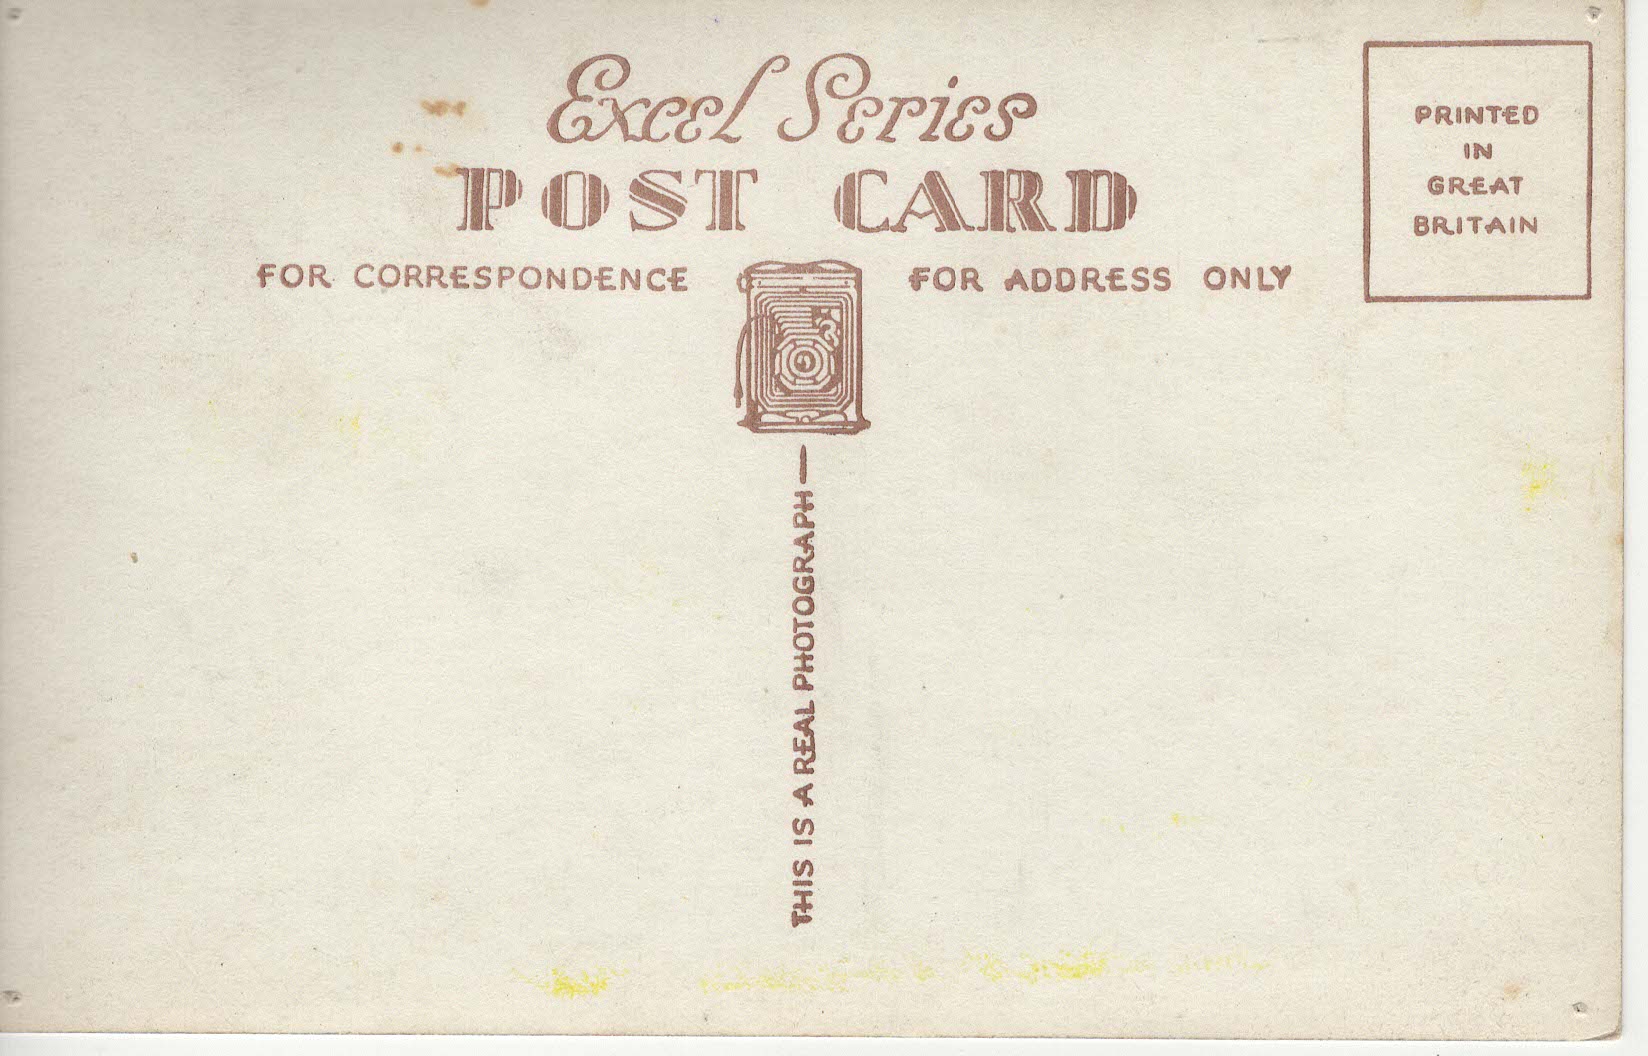 Excel Series
POST CARD
FOR CORRESPONDENCE
FOR ADDRESS ONLY
PRINTED
IN
GREAT
BRITAIN
THIS IS A REAL PHOTOGRAPH—